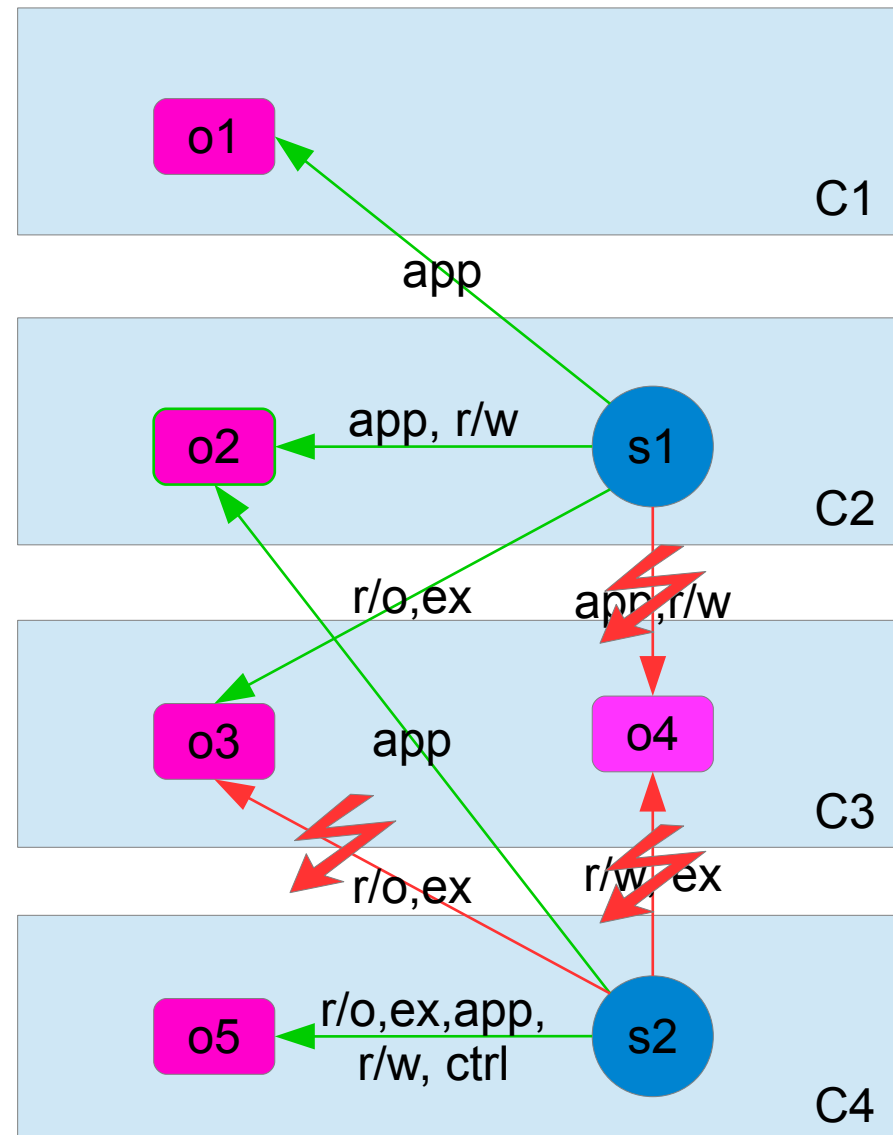 o1
C1
app
app, r/w
o2
s1
C2
r/o,ex
app,r/w
o3
app
o4
C3
r/o,ex
r/w, ex
r/o,ex,app,
r/w, ctrl
o5
s2
C4